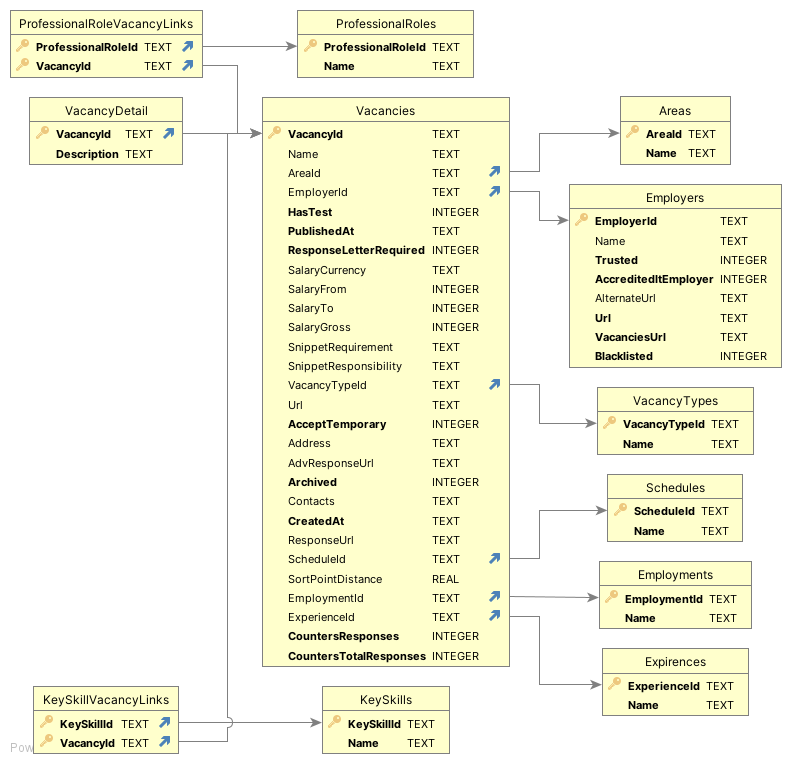 ProfessionalRoleVacancyLinks
ProfessionalRoleId TEXT
VacancyId TEXT
ProfessionalRoles
ProfessionalRoleId TEXT
Name TEXT
VacancyDetail
VacancyId TEXT
Description TEXT
Vacancies
VacancyId TEXT
Name TEXT
AreaId TEXT
EmployerId TEXT
HasTest INTEGER
PublishedAt TEXT
ResponseLetterRequired INTEGER
SalaryCurrency TEXT
SalaryFrom INTEGER
SalaryTo INTEGER
SalaryGross INTEGER
SnippetRequirement TEXT
SnippetResponsibility TEXT
VacancyTypeId TEXT
Url TEXT
AcceptTemporary INTEGER
Address TEXT
AdvResponseUrl TEXT
Archived INTEGER
Contacts TEXT
CreatedAt TEXT
ResponseUrl TEXT
ScheduleId TEXT
SortPointDistance REAL
EmploymentId TEXT
ExperienceId TEXT
CountersResponses INTEGER
CountersTotalResponses INTEGER
Areas
AreaId TEXT
Name TEXT
Employers
EmployerId TEXT
Name TEXT
Trusted INTEGER
AccreditedItEmployer INTEGER
AlternateUrl TEXT
Url TEXT
VacanciesUrl TEXT
Blacklisted INTEGER
VacancyTypes
VacancyTypeId TEXT
Name TEXT
Schedules
ScheduleId TEXT
Name TEXT
Employments
EmploymentId TEXT
Name TEXT
Expirences
ExperienceId TEXT
Name TEXT
KeySkillVacancyLinks
KeySkillId TEXT
VacancyId TEXT
KeySkills
KeySkillId TEXT
Name TEXT